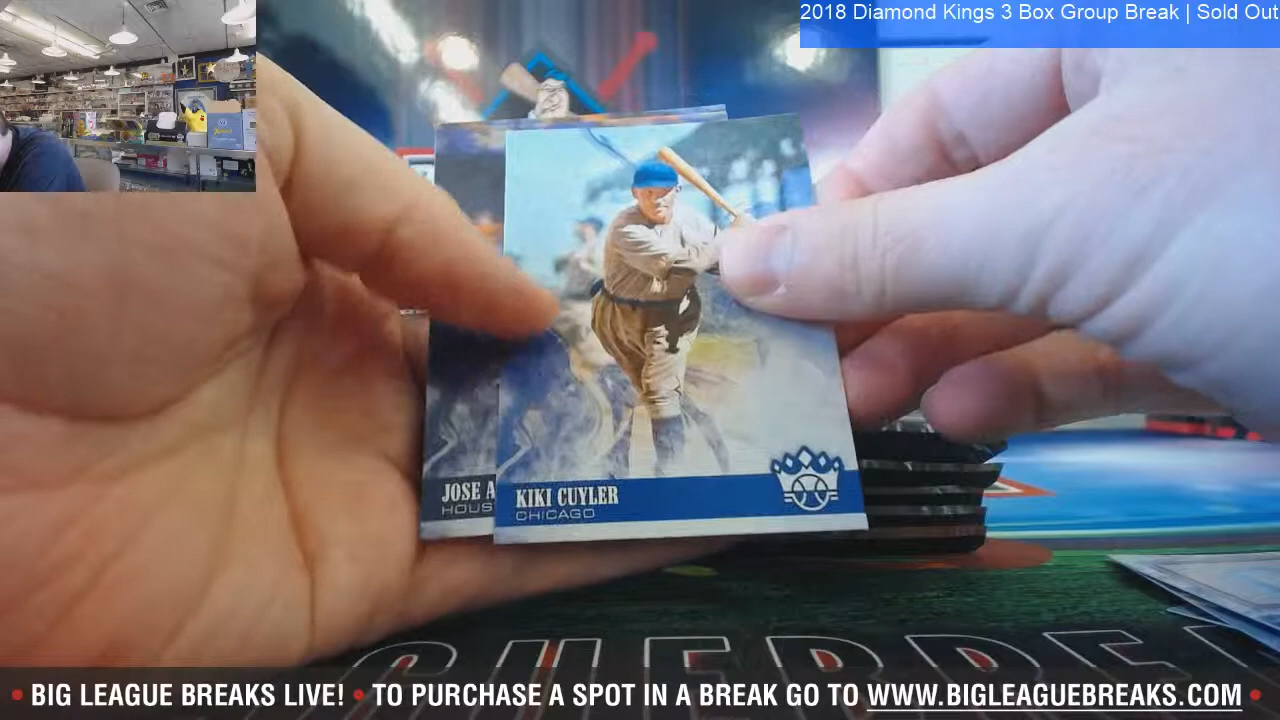 2018 Diamond Kings 3 Box Group Break | Sold Out
JOSE A
HOUS
KIKI CUYLER
CHICAGO
• BIG LEAGUE BREAKS LIVE! • TO PURCHASE A SPOT IN A BREAK GO TO WWW.BIGLEAGUEBREAKS.COM •